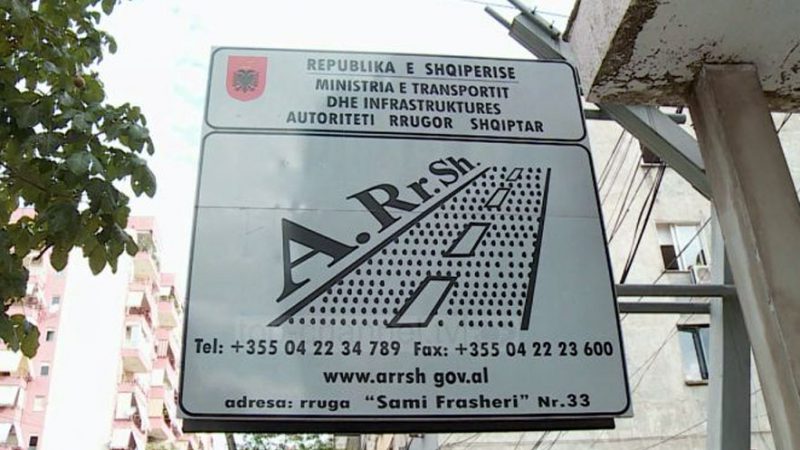 REPUBLIKA E SHQIPERISE
MINISTRIA E TRANSPORTIT
DHE INFRASTRUKTURES
AUTORITETI RRUGOR SHQIPTAR
A.Rr.Sh.
Tel: +355 04 22 34 789 Fax: +355 04 22 23 600
www.arrsh gov.al
adresa: rruga "Sami Frasheri" Nr.33